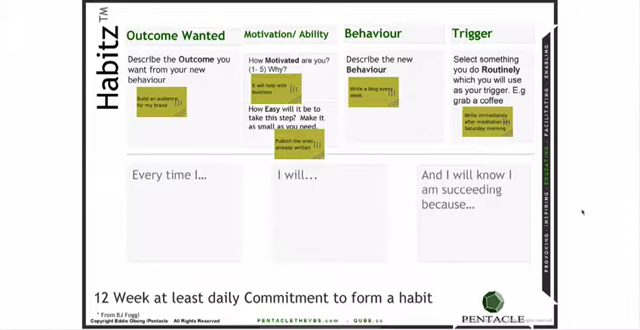 Habitz™
Outcome Wanted
Describe the Outcome you
want from your new
behaviour
Build an audience
for my brand
Motivation/ Ability
How Motivated are you?
(1- 5) Why?
It will help with
business
How Easy will it be to
take this step? Make it
as small as you need.
Publish the ones
already written
Behaviour
Describe the new
Behaviour
Write a blog every
week
Trigger
Select something
you do Routinely
which you will use
as your trigger. E.g
grab a coffee
Write immediately
after meditation
Saturday morning
Every time I...
I will...
And I will know I
am succeeding
because...
12 Week at least daily Commitment to form a habit
* From BJ Fogg!
Copyright Eddie Obeng /Pentacle All Rights Reserved
PENTACLETHEVBS.COM - QUBE.CC
PENTACLE
PROVOKING - INSPIRING - EDUCATING - FACILITATING - ENABLING